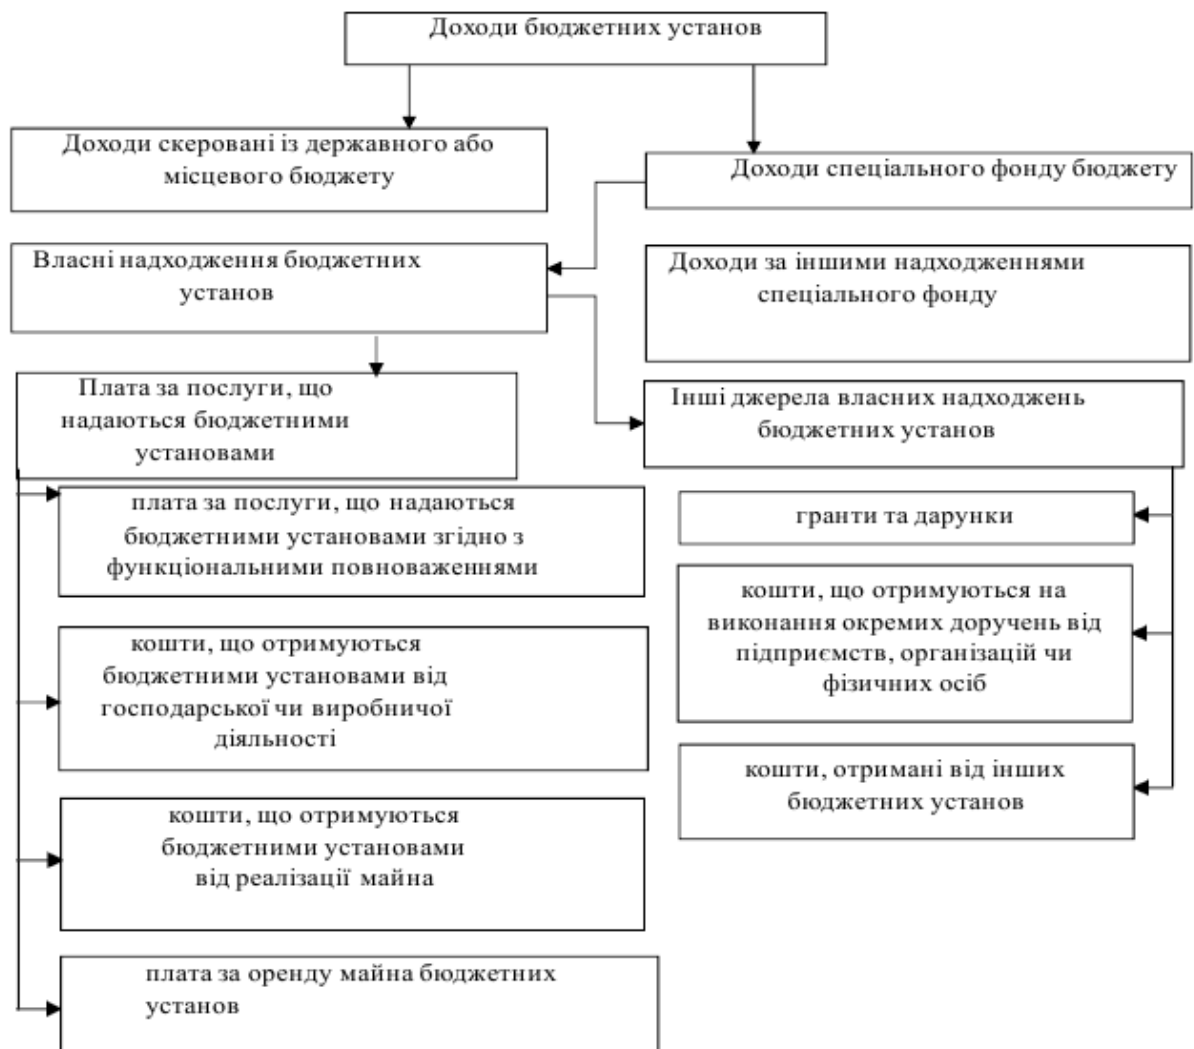 Доходи бюджетних установ
Доходи скеровані із державного або
місцевого бюджету
Доходи спеціального фонду бюджету
Власні надходження бюджетних
установ
Доходи за іншими надходженнями
спеціального фонду
Плата за послуги, що
надаються бюджетними
установами
Інші джерела власних надходжень
бюджетних установ
плата за послуги, що надаються
бюджетними установами згідно з
функціональними повноваженнями
кошти, що отримуються
бюджетними установами від
господарської чи виробничої
діяльності
кошти, що отримуються
бюджетними установами
від реалізації майна
плата за оренду майна бюджетних
установ
гранти та дарунки
кошти, що отримуються на
виконання окремих доручень від
підприємств, організацій чи
фізичних осіб
кошти, отримані від інших
бюджетних установ